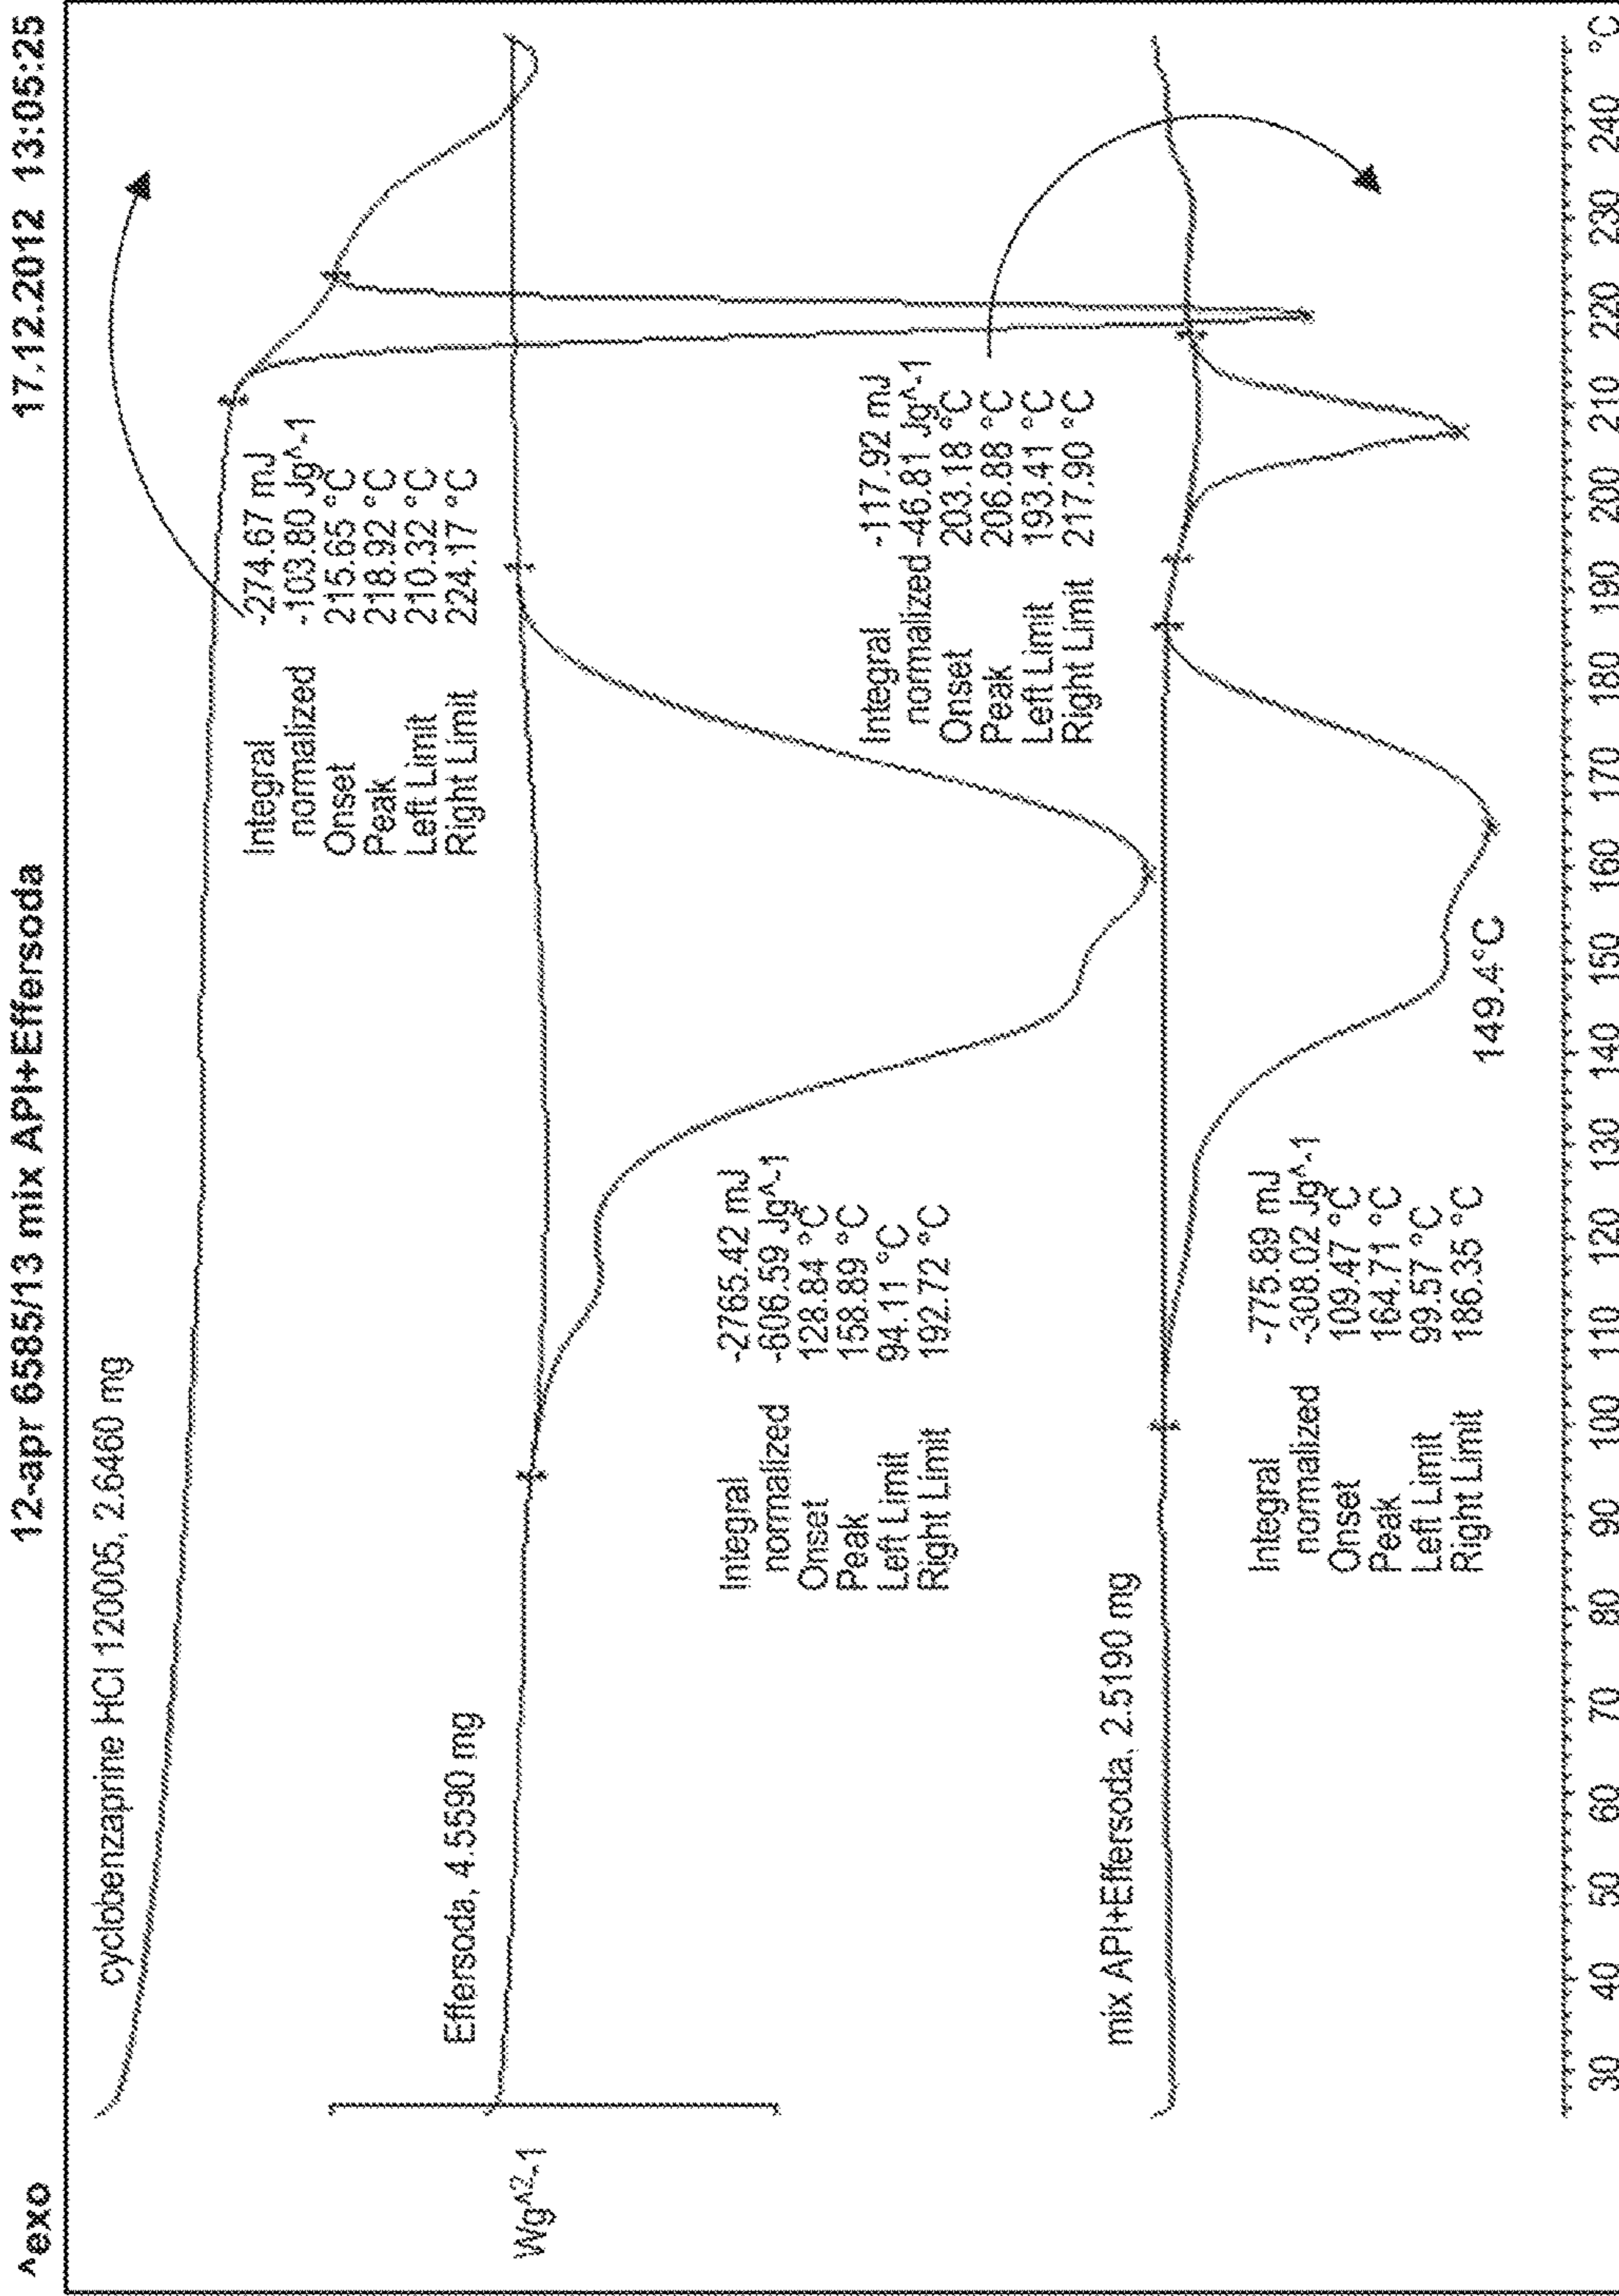 ^exo 12-apr 6585/13 mix API+Effersoda 17.12.2012 13:05:25
cyclobenzaprine HCl 12005, 2.6460 mg
Integral -274.67 mJ
normalized -103.80 Jg^-1
Onset 215.65 °C
Peak 218.92 °C
Left Limit 210.32 °C
Right Limit 224.17 °C
Effersoda, 4.5590 mg
Wg^2-1
Integral -2765.42 mJ
normalized -606.59 Jg^-1
Onset 128.84 °C
Peak 158.89 °C
Left Limit 94.11 °C
Right Limit 192.72 °C
Integral -117.92 mJ
normalized -46.81 Jg^-1
Onset 203.18 °C
Peak 206.88 °C
Left Limit 193.41 °C
Right Limit 217.90 °C
mix API+Effersoda, 2.5190 mg
Integral -775.89 mJ
normalized -308.02 Jg^-1
Onset 109.47 °C
Peak 164.71 °C
Left Limit 99.57 °C
Right Limit 186.35 °C
149.4°C
30 40 50 60 70 80 90 100 110 120 130 140 150 160 170 180 190 200 210 220 230 240 °C